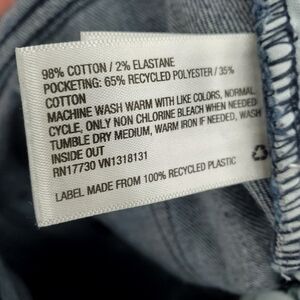 98% COTTON / 2% ELASTANE
POCKETING: 65% RECYCLED POLYESTER / 35%
COTTON
MACHINE WASH WARM WITH LIKE COLORS, NORMAL
CYCLE, ONLY NON CHLORINE BLEACH WHEN NEEDED
TUMBLE DRY MEDIUM, WARM IRON IF NEEDED, WASH
INSIDE OUT
RN17730 VN1318131
LABEL MADE FROM 100% RECYCLED PLASTIC